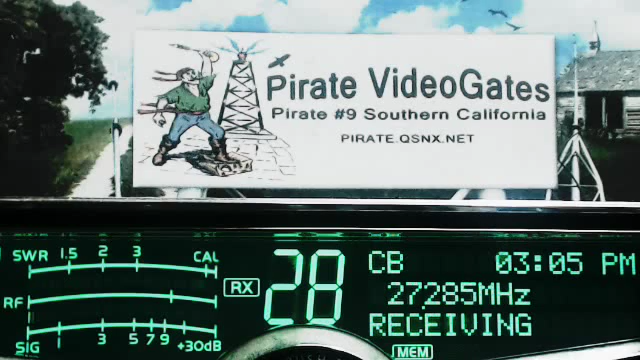 Pirate VideoGates
Pirate #9 Southern California
PIRATE.QSNX.NET
SWR 1.5 2 3 CAL
RF
SIG 3 5 7 9 +30dB
RX
28
CB 03:05 PM
27285MHz
RECEIVING
MEM